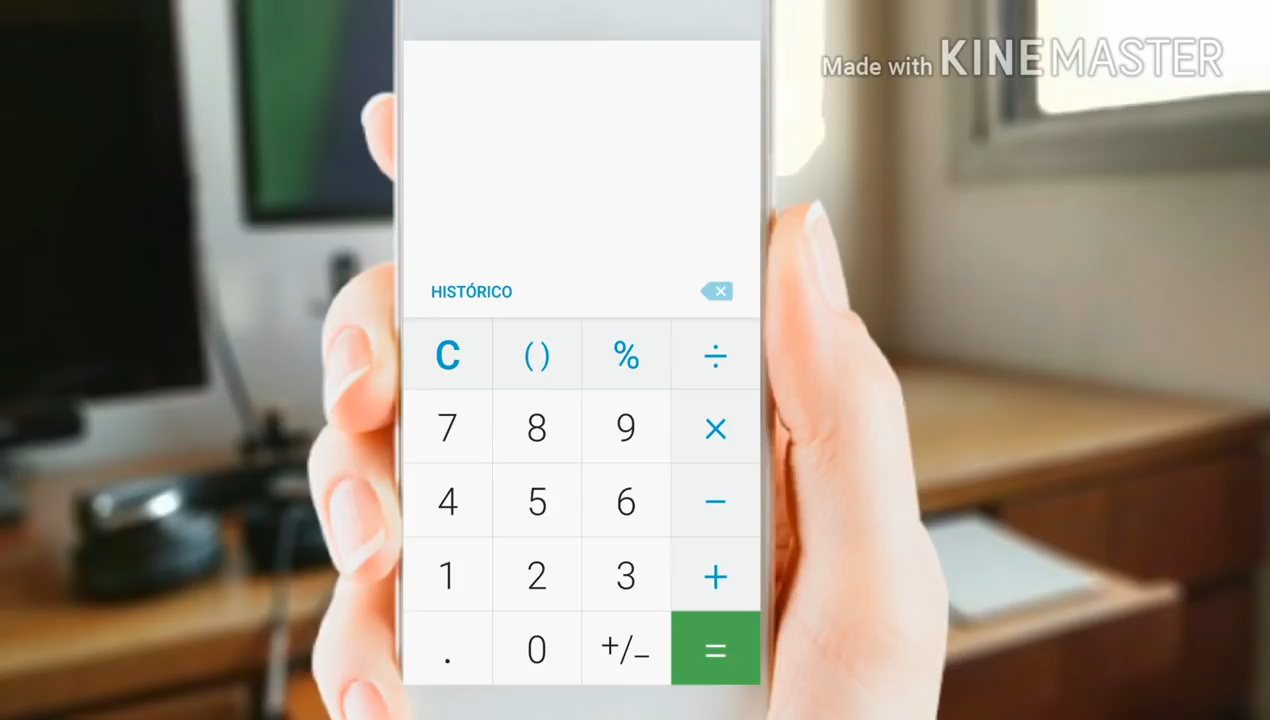 Made with KINEMASTER
HISTÓRICO
C ( ) % ÷
7 8 9 ×
4 5 6 −
1 2 3 +
. 0 +/− =